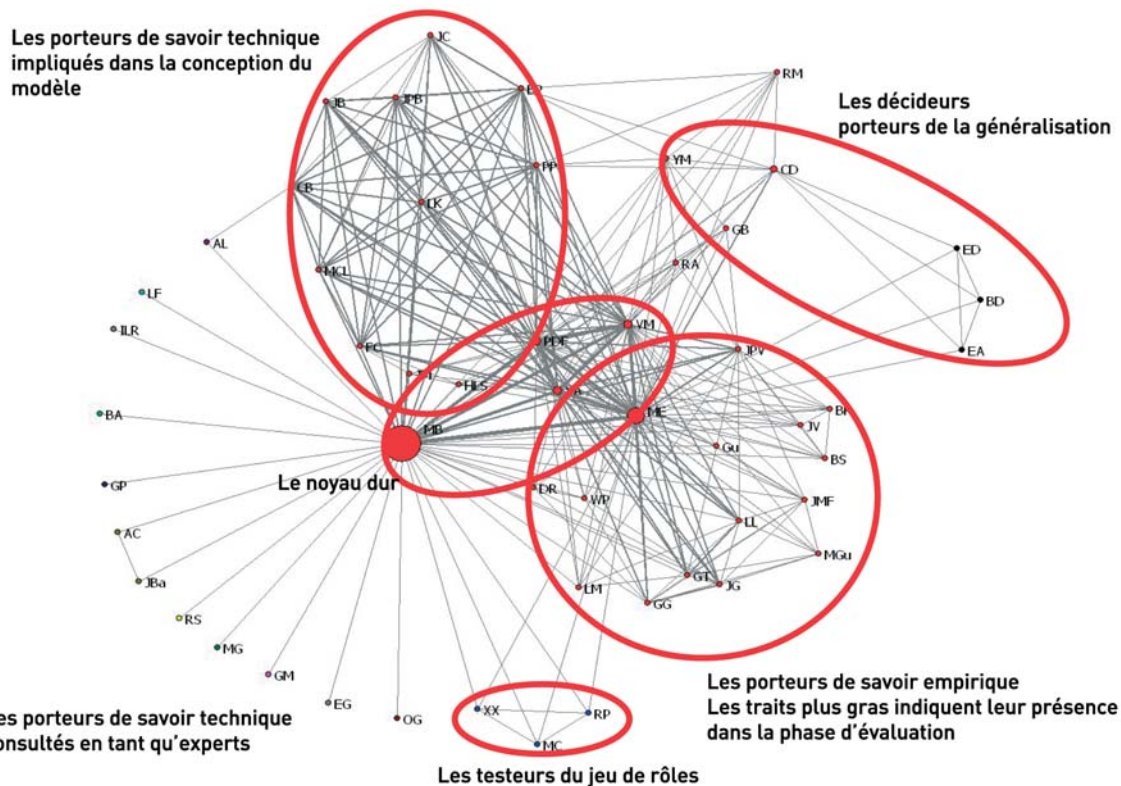 Les porteurs de savoir technique
impliqués dans la conception du
modèle
JC
RM
Les décideurs
porteurs de la généralisation
JB
JPB
YM
CD
PP
CB
LK
AL
GB
ED
MCL
RA
LF
BD
ILR
VM
FC
PDF
JPV
EA
HLS
BA
ME
JV
Gu
BS
MB
GP
Le noyau dur
DR
WP
JMF
AC
LL
MGu
JBa
GT
JG
LM
GG
RS
MG
GM
EG
OG
XX
RP
MC
porteurs de savoir technique
consultés en tant qu'experts
Les porteurs de savoir empirique
Les traits plus gras indiquent leur présence
dans la phase d'évaluation
Les testeurs du jeu de rôles